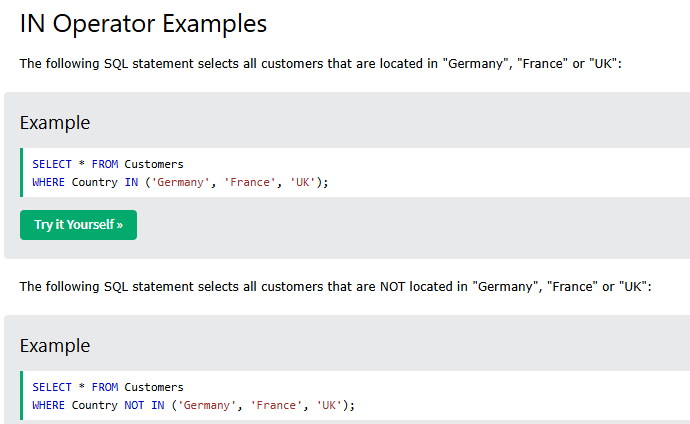 IN Operator Examples
The following SQL statement selects all customers that are located in "Germany", "France" or "UK":
Example
SELECT * FROM Customers
WHERE Country IN ('Germany', 'France', 'UK');
Try it Yourself »
The following SQL statement selects all customers that are NOT located in "Germany", "France" or "UK":
Example
SELECT * FROM Customers
WHERE Country NOT IN ('Germany', 'France', 'UK');